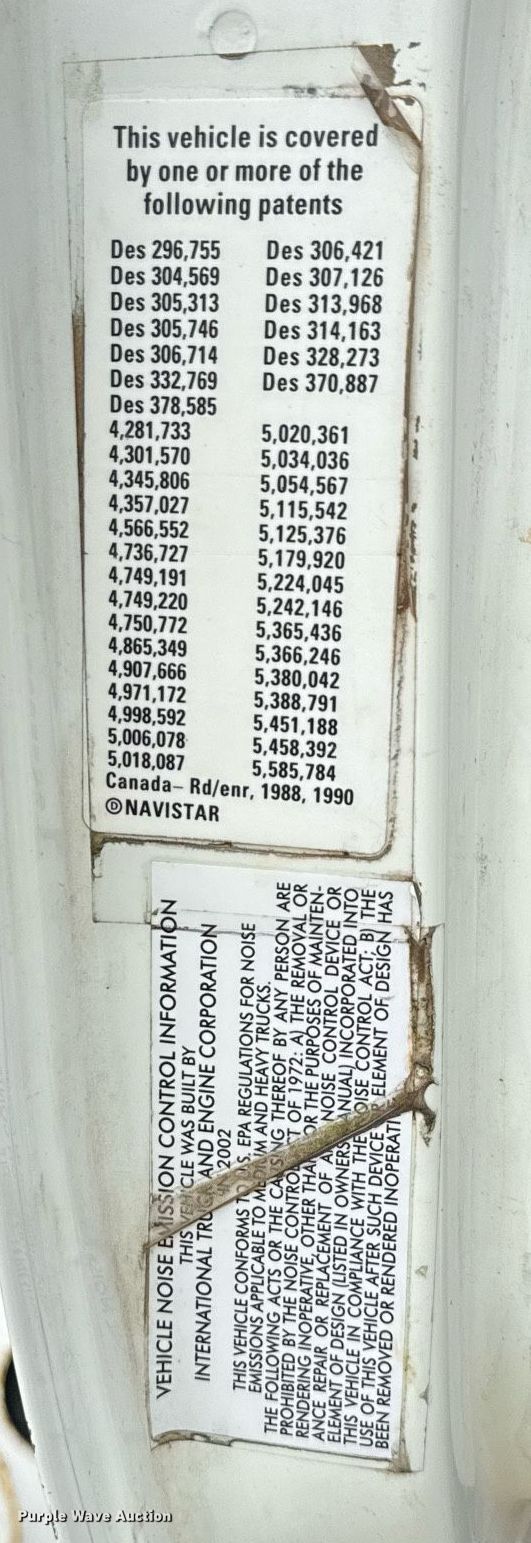 This vehicle is covered
by one or more of the
following patents
Des 296,755 Des 306,421
Des 304,569 Des 307,126
Des 305,313 Des 313,968
Des 305,746 Des 314,163
Des 306,714 Des 328,273
Des 332,769 Des 370,887
Des 378,585
4,281,733 5,020,361
4,301,570 5,034,036
4,345,806 5,054,567
4,357,027 5,115,542
4,566,552 5,125,376
4,736,727 5,179,920
4,749,191 5,224,045
4,749,220 5,242,146
4,750,772 5,365,436
4,865,349 5,366,246
4,907,666 5,380,042
4,971,172 5,388,791
4,998,592 5,451,188
5,006,078 5,458,392
5,018,087 5,585,784
Canada– Rd/enr, 1988, 1990
Ⓓ NAVISTAR
VEHICLE NOISE EMISSION CONTROL INFORMATION
THIS VEHICLE WAS BUILT BY
INTERNATIONAL TRUCK AND ENGINE CORPORATION
2002
THIS VEHICLE CONFORMS TO U.S. EPA REGULATIONS FOR NOISE
EMISSIONS APPLICABLE TO MEDIUM AND HEAVY TRUCKS.
THE FOLLOWING ACTS OR THE CAUSING THEREOF BY ANY PERSON ARE
PROHIBITED BY THE NOISE CONTROL ACT OF 1972: A) THE REMOVAL OR
RENDERING INOPERATIVE, OTHER THAN FOR THE PURPOSES OF MAINTEN-
ANCE REPAIR OR REPLACEMENT OF ANY NOISE CONTROL DEVICE OR
ELEMENT OF DESIGN (LISTED IN OWNERS MANUAL) INCORPORATED INTO
THIS VEHICLE IN COMPLIANCE WITH THE NOISE CONTROL ACT; B) THE
USE OF THIS VEHICLE AFTER SUCH DEVICE OR ELEMENT OF DESIGN HAS
BEEN REMOVED OR RENDERED INOPERATIVE
Purple Wave Auction